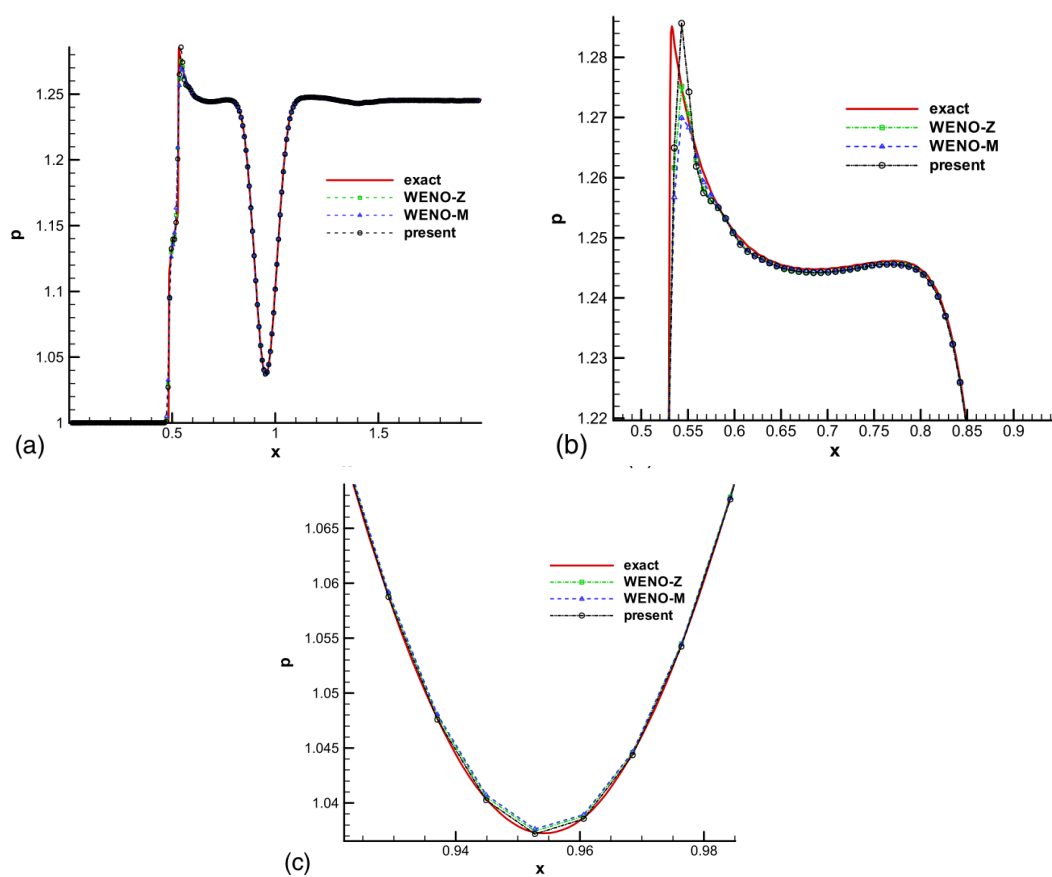 1.25
1.2
1.15
1.1
1.05
1
0.5
1
1.5
p
x
exact
WENO-Z
WENO-M
present
(a)
1.28
1.27
1.26
1.25
1.24
1.23
1.22
0.5
0.55
0.6
0.65
0.7
0.75
0.8
0.85
0.9
p
x
exact
WENO-Z
WENO-M
present
(b)
1.065
1.06
1.055
1.05
1.045
1.04
0.94
0.96
0.98
p
x
exact
WENO-Z
WENO-M
present
(c)